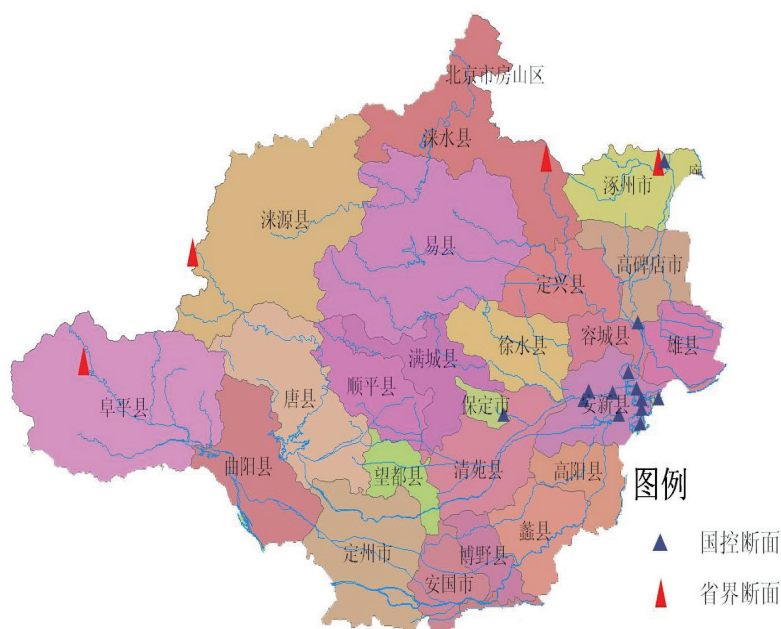 北京市房山区
涞水县
涿州市
涞源县
易县
高碑店市
定兴县
容城县
雄县
徐水县
满城县
顺平县
唐县
保定市
安新县
阜平县
曲阳县
望都县
清苑县
高阳县
图例
国控断面
蠡县
博野县
定州市
安国市
省界断面